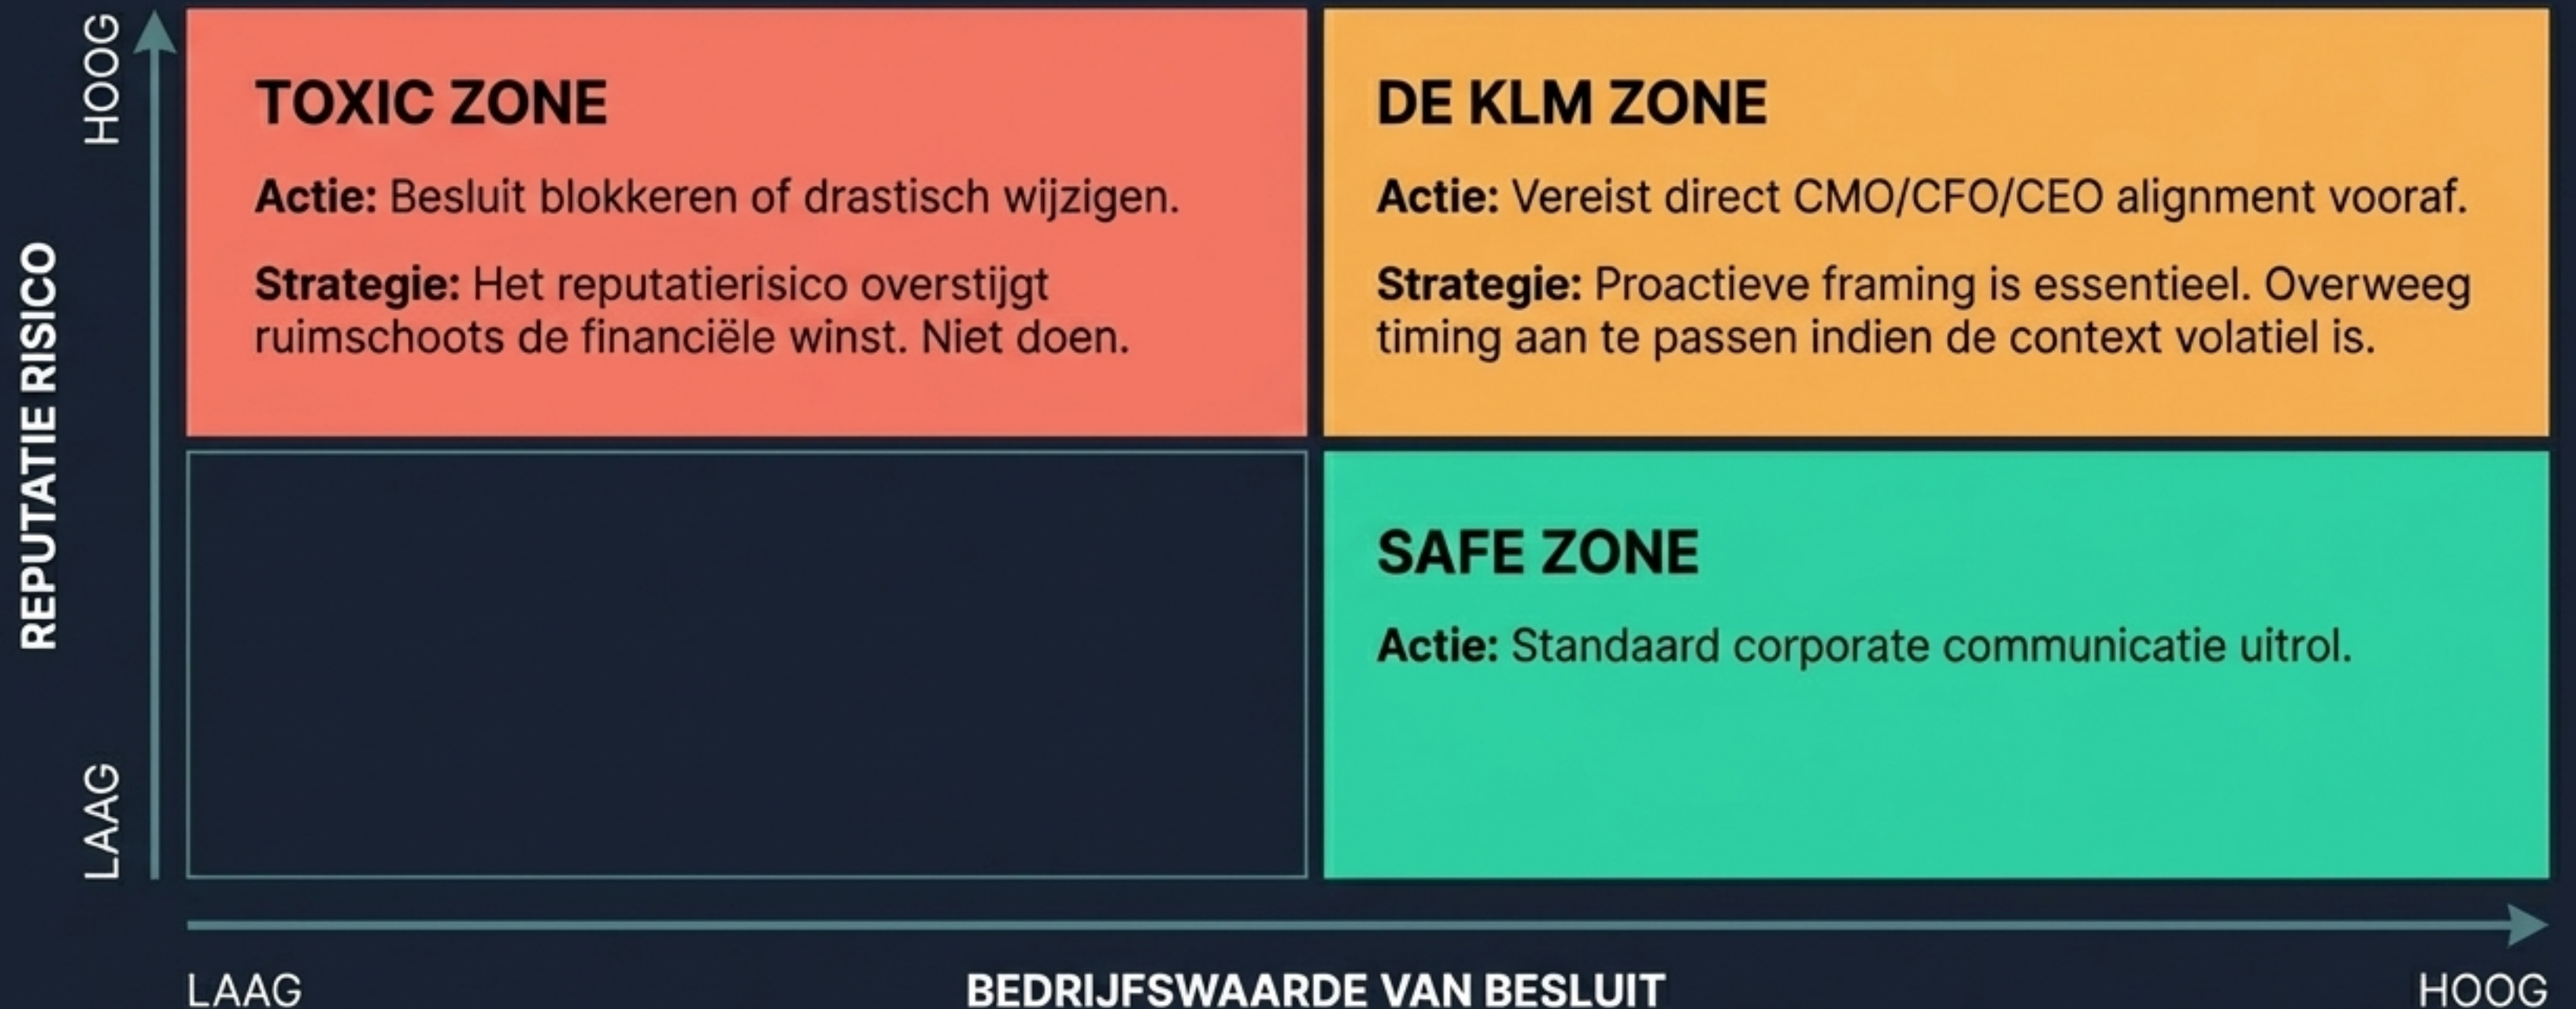 HOOG
REPUTATIE RISICO
LAAG
TOXIC ZONE
Actie: Besluit blokkeren of drastisch wijzigen.
Strategie: Het reputatierisico overstijgt
ruimschoots de financiële winst. Niet doen.
DE KLM ZONE
Actie: Vereist direct CMO/CFO/CEO alignment vooraf.
Strategie: Proactieve framing is essentieel. Overweeg
timing aan te passen indien de context volatiel is.
SAFE ZONE
Actie: Standaard corporate communicatie uitrol.
LAAG
BEDRIJFSWAARDE VAN BESLUIT
HOOG